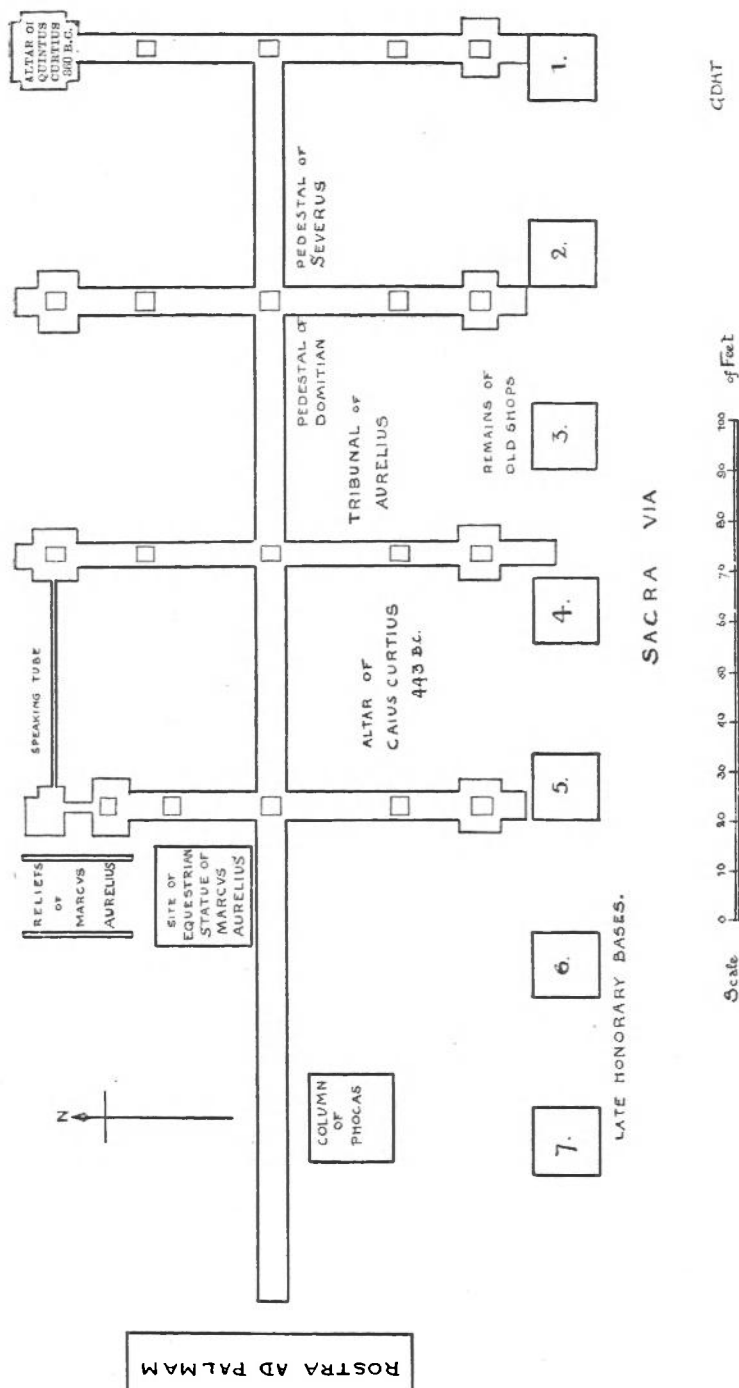 ROSTRA AD PALMAM
N
COLUMN
OF
PHOCAS
7.
6.
LATE HONORARY BASES.
RELIEFS
OF
MARCVS
AURELIUS
SITE OF
EQUESTRIAN
STATUE OF
MARCUS
AURELIUS
SPEAKING TUBE
ALTAR OF
CAIUS CURTIUS
443 B.C.
5.
4.
TRIBUNAL OF
AURELIUS
PEDESTAL OF
DOMITIAN
PEDESTAL OF
SEVERUS
REMAINS OF
OLD SHOPS
3.
2.
1.
ALTAR OF
QUINTUS
CURTIUS
360 B.C.
SACRA VIA
Scale
0 10 20 30 40 50 60 70 80 90 100
of Feet